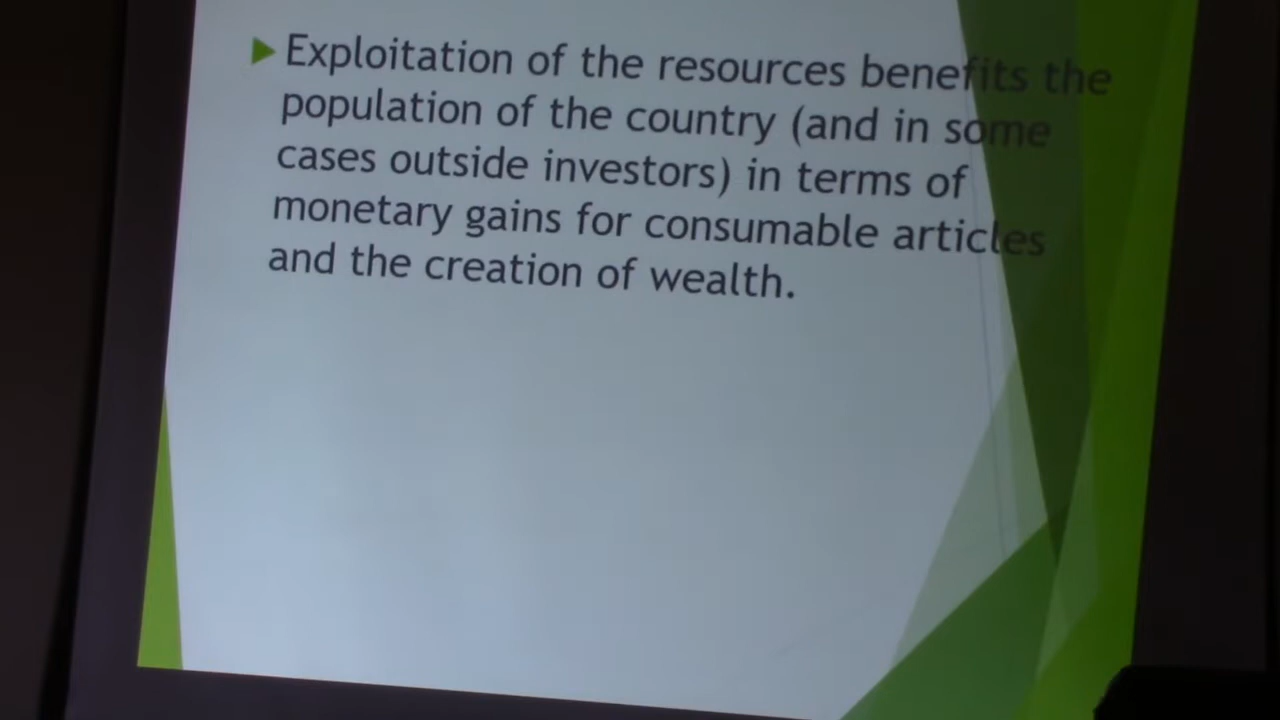 Exploitation of the resources benefits the
population of the country (and in some
cases outside investors) in terms of
monetary gains for consumable articles
and the creation of wealth.